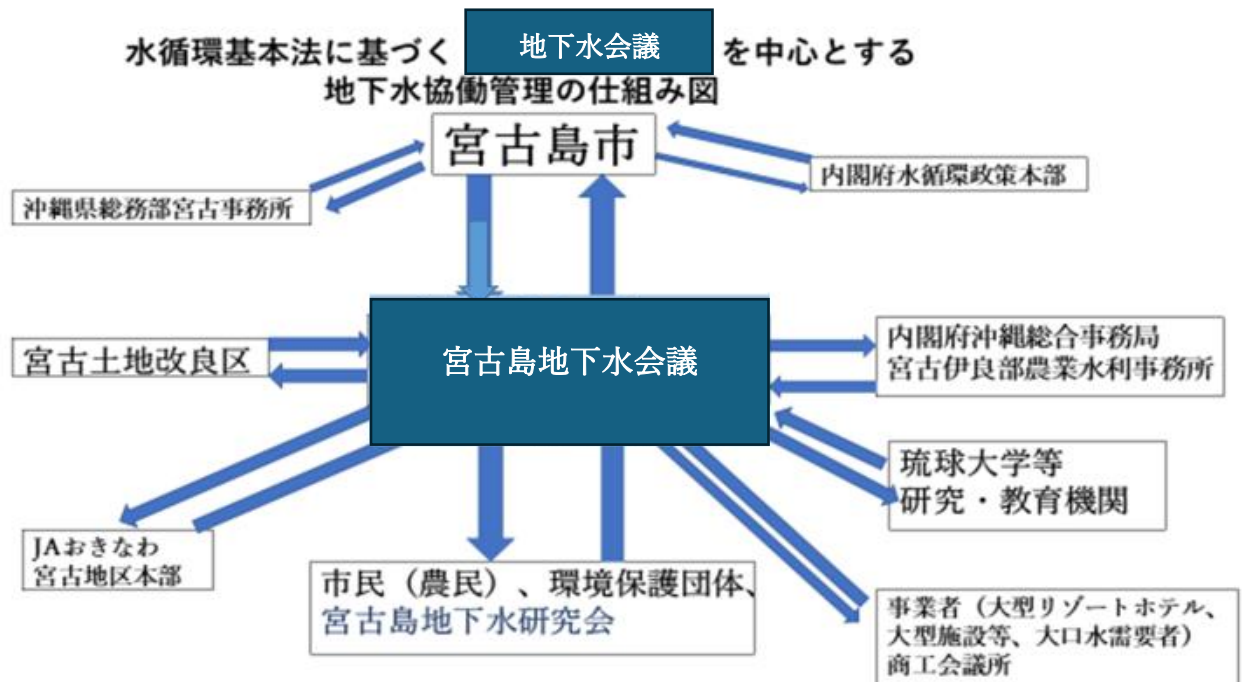 水循環基本法に基づく 地下水会議 を中心とする
地下水協働管理の仕組み図
宮古島市
内閣府水循環政策本部
沖縄県総務部宮古事務所
宮古島地下水会議
宮古土地改良区
内閣府沖縄総合事務局
宮古伊良部農業水利事務所
琉球大学等
研究・教育機関
JAおきなわ
宮古地区本部
市民（農民）、環境保護団体、
宮古島地下水研究会
事業者（大型リゾートホテル、
大型施設等、大口水需要者）
商工会議所